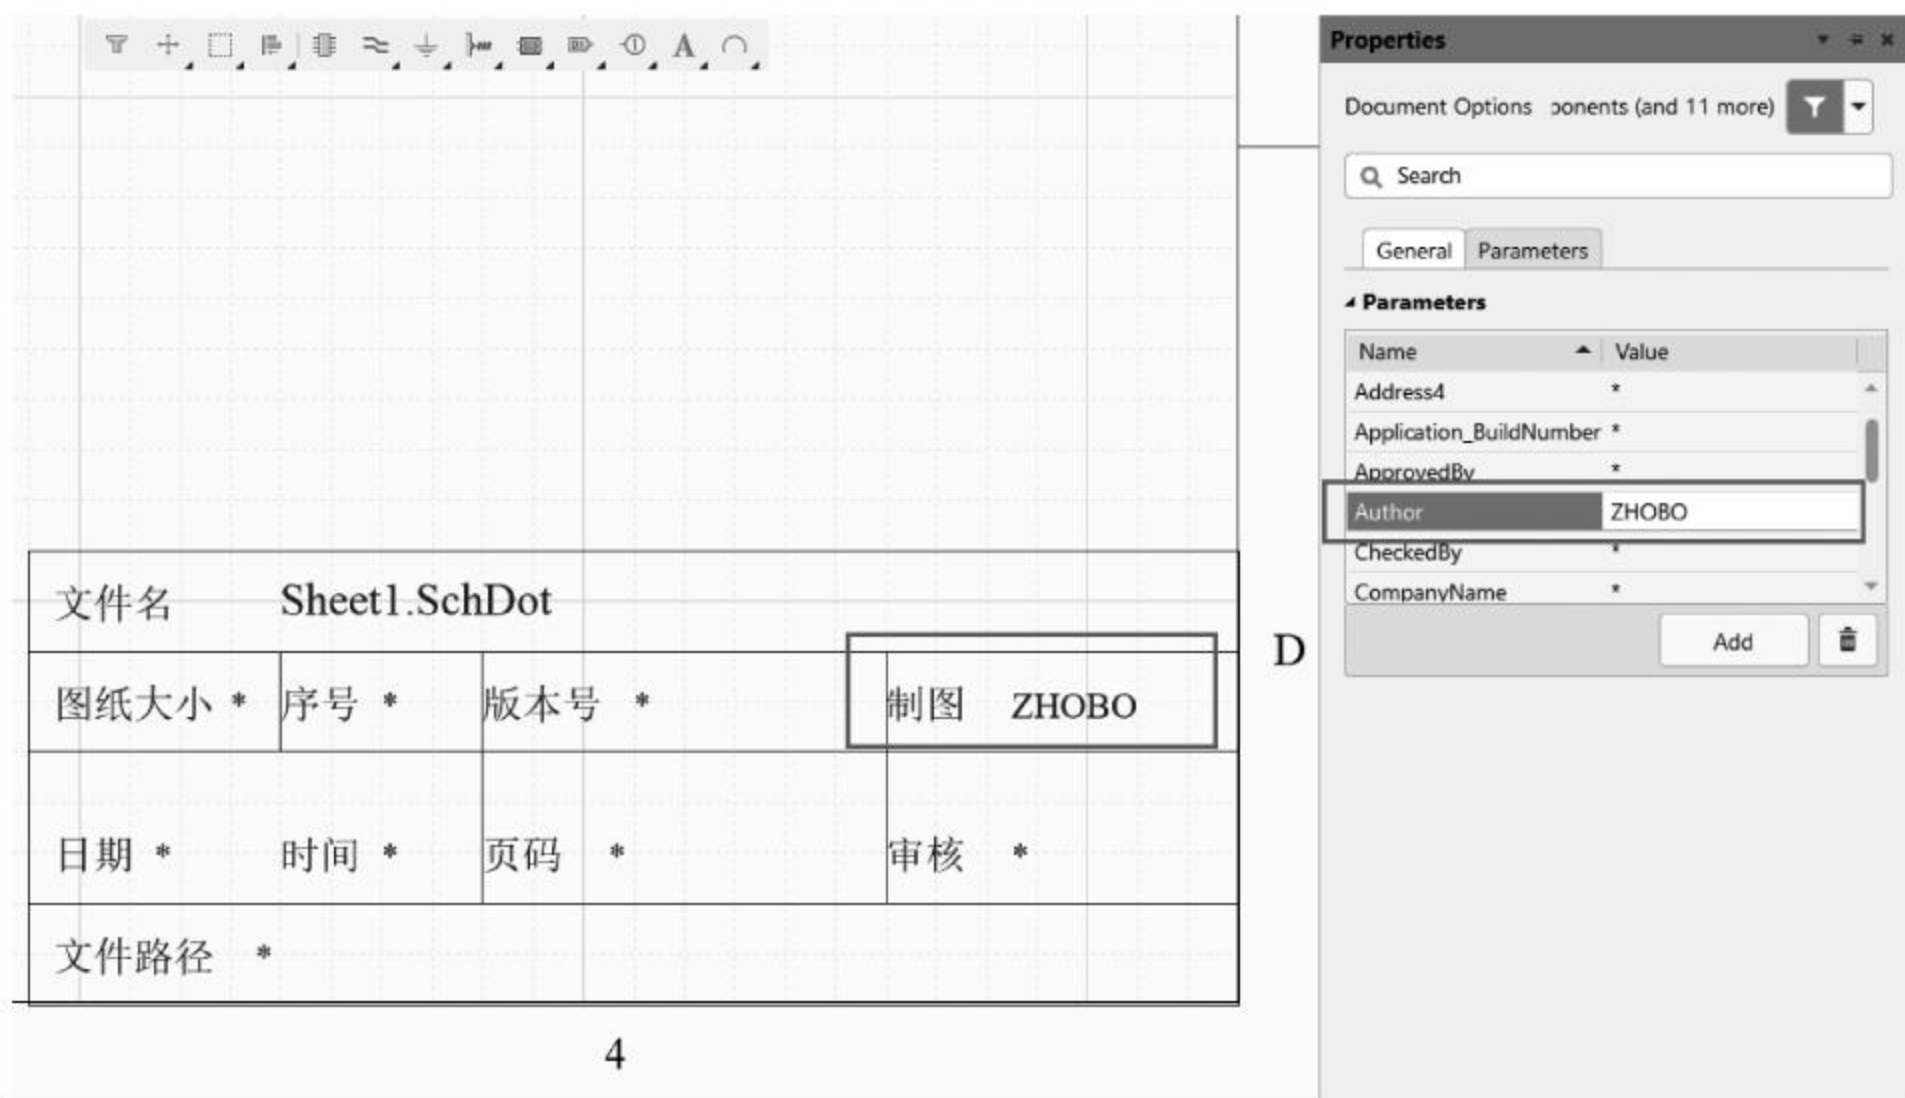 Properties
Document Options ponents (and 11 more)
Search
General Parameters
Parameters
Name Value
Address4 *
Application_BuildNumber *
ApprovedBy *
Author ZHOBO
CheckedBy *
CompanyName *
Add
文件名 Sheet1.SchDot
图纸大小 * 序号 * 版本号 * 制图 ZHOBO
日期 * 时间 * 页码 * 审核 *
文件路径 *
D
4